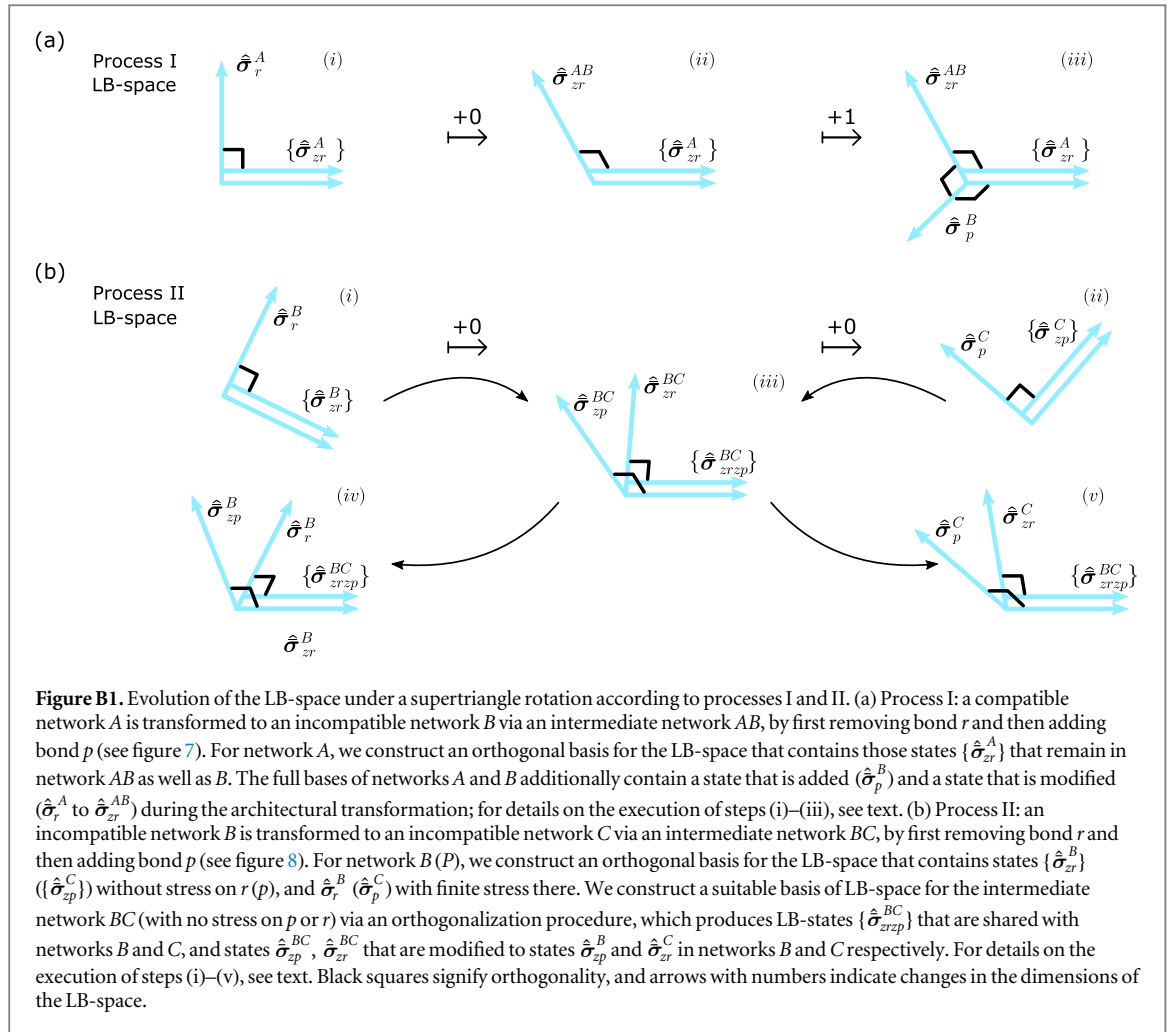 (a)
Process I
LB-space
σ̂_r^A (i)
{σ̂_zr^A}
+0
σ̂_zr^AB (ii)
{σ̂_zr^A}
+1
σ̂_zr^AB (iii)
{σ̂_zr^A}
σ̂_p^B
(b)
Process II
LB-space
(i)
σ̂_r^B
{σ̂_zr^B}
+0
+0
(ii)
{σ̂_zp^C}
σ̂_p^C
(iii)
σ̂_zp^BC
σ̂_zr^BC
{σ̂_zrzp^BC}
(iv)
σ̂_zp^B
σ̂_r^B
{σ̂_zrzp^BC}
σ̂_zr^B
(v)
σ̂_p^C
σ̂_zr^C
{σ̂_zrzp^BC}
Figure B1. Evolution of the LB-space under a supertriangle rotation according to processes I and II. (a) Process I: a compatible
network A is transformed to an incompatible network B via an intermediate network AB, by first removing bond r and then adding
bond p (see figure 7). For network A, we construct an orthogonal basis for the LB-space that contains those states {σ̂_zr^A} that remain in
network AB as well as B. The full bases of networks A and B additionally contain a state that is added (σ̂_p^B) and a state that is modified
(σ̂_r^A to σ̂_zr^AB) during the architectural transformation; for details on the execution of steps (i)–(iii), see text. (b) Process II: an
incompatible network B is transformed to an incompatible network C via an intermediate network BC, by first removing bond r and
then adding bond p (see figure 8). For network B (P), we construct an orthogonal basis for the LB-space that contains states {σ̂_zr^B}
({σ̂_zp^C}) without stress on r (p), and σ̂_r^B (σ̂_p^C) with finite stress there. We construct a suitable basis of LB-space for the intermediate
network BC (with no stress on p or r) via an orthogonalization procedure, which produces LB-states {σ̂_zrzp^BC} that are shared with
networks B and C, and states σ̂_zp^BC, σ̂_zr^BC that are modified to states σ̂_zp^B and σ̂_zr^C in networks B and C respectively. For details on the
execution of steps (i)–(v), see text. Black squares signify orthogonality, and arrows with numbers indicate changes in the dimensions of
the LB-space.